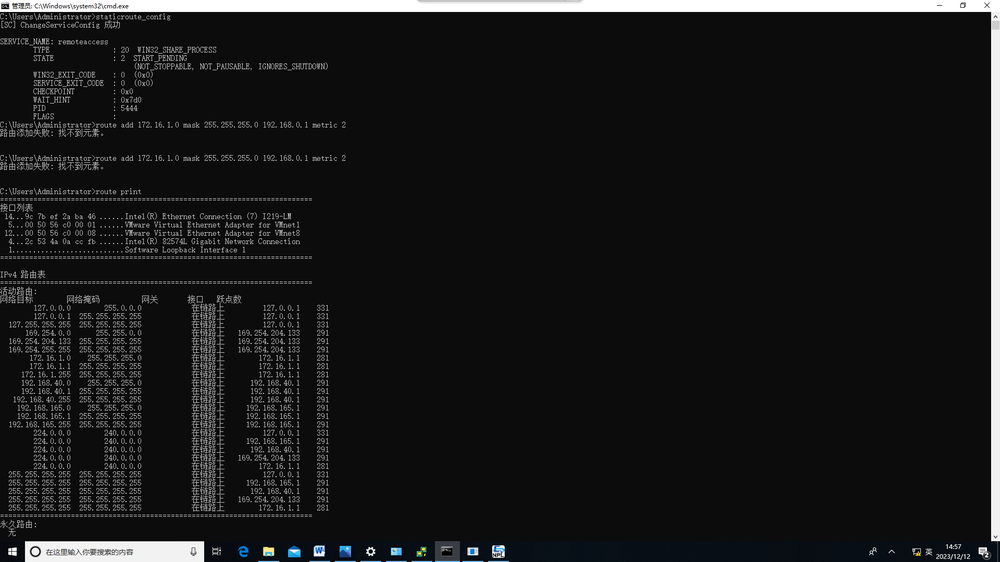 管理员: C:\Windows\system32\cmd.exe
C:\Users\Administrator>staticroute_config
[SC] ChangeServiceConfig 成功
SERVICE_NAME: remoteaccess
TYPE : 20 WIN32_SHARE_PROCESS
STATE : 2 START_PENDING
(NOT_STOPPABLE, NOT_PAUSABLE, IGNORES_SHUTDOWN)
WIN32_EXIT_CODE : 0 (0x0)
SERVICE_EXIT_CODE : 0 (0x0)
CHECKPOINT : 0x0
WAIT_HINT : 0x7d0
PID : 5444
FLAGS :
C:\Users\Administrator>route add 172.16.1.0 mask 255.255.255.0 192.168.0.1 metric 2
路由添加失败: 找不到元素。
C:\Users\Administrator>route add 172.16.1.0 mask 255.255.255.0 192.168.0.1 metric 2
路由添加失败: 找不到元素。
C:\Users\Administrator>route print
===========================================================================
接口列表
14...9c 7b ef 2a ba 46 ......Intel(R) Ethernet Connection (7) I219-LM
5...00 50 56 c0 00 01 ......VMware Virtual Ethernet Adapter for VMnet1
12...00 50 56 c0 00 08 ......VMware Virtual Ethernet Adapter for VMnet8
4...2c 53 4a 0a cc fb ......Intel(R) 82574L Gigabit Network Connection
1...........................Software Loopback Interface 1
===========================================================================
IPv4 路由表
===========================================================================
活动路由:
网络目标 网络掩码 网关 接口 跃点数
127.0.0.0 255.0.0.0 在链路上 127.0.0.1 331
127.0.0.1 255.255.255.255 在链路上 127.0.0.1 331
127.255.255.255 255.255.255.255 在链路上 127.0.0.1 331
169.254.0.0 255.255.0.0 在链路上 169.254.204.133 291
169.254.204.133 255.255.255.255 在链路上 169.254.204.133 291
169.254.255.255 255.255.255.255 在链路上 169.254.204.133 291
172.16.1.0 255.255.255.0 在链路上 172.16.1.1 281
172.16.1.1 255.255.255.255 在链路上 172.16.1.1 281
172.16.1.255 255.255.255.255 在链路上 172.16.1.1 281
192.168.40.0 255.255.255.0 在链路上 192.168.40.1 291
192.168.40.1 255.255.255.255 在链路上 192.168.40.1 291
192.168.40.255 255.255.255.255 在链路上 192.168.40.1 291
192.168.165.0 255.255.255.0 在链路上 192.168.165.1 291
192.168.165.1 255.255.255.255 在链路上 192.168.165.1 291
192.168.165.255 255.255.255.255 在链路上 192.168.165.1 291
224.0.0.0 240.0.0.0 在链路上 127.0.0.1 331
224.0.0.0 240.0.0.0 在链路上 192.168.165.1 291
224.0.0.0 240.0.0.0 在链路上 192.168.40.1 291
224.0.0.0 240.0.0.0 在链路上 169.254.204.133 291
224.0.0.0 240.0.0.0 在链路上 172.16.1.1 281
255.255.255.255 255.255.255.255 在链路上 127.0.0.1 331
255.255.255.255 255.255.255.255 在链路上 192.168.165.1 291
255.255.255.255 255.255.255.255 在链路上 192.168.40.1 291
255.255.255.255 255.255.255.255 在链路上 169.254.204.133 291
255.255.255.255 255.255.255.255 在链路上 172.16.1.1 281
===========================================================================
永久路由:
无
在这里输入你要搜索的内容
NPL
英
14:57
2023/12/12
2